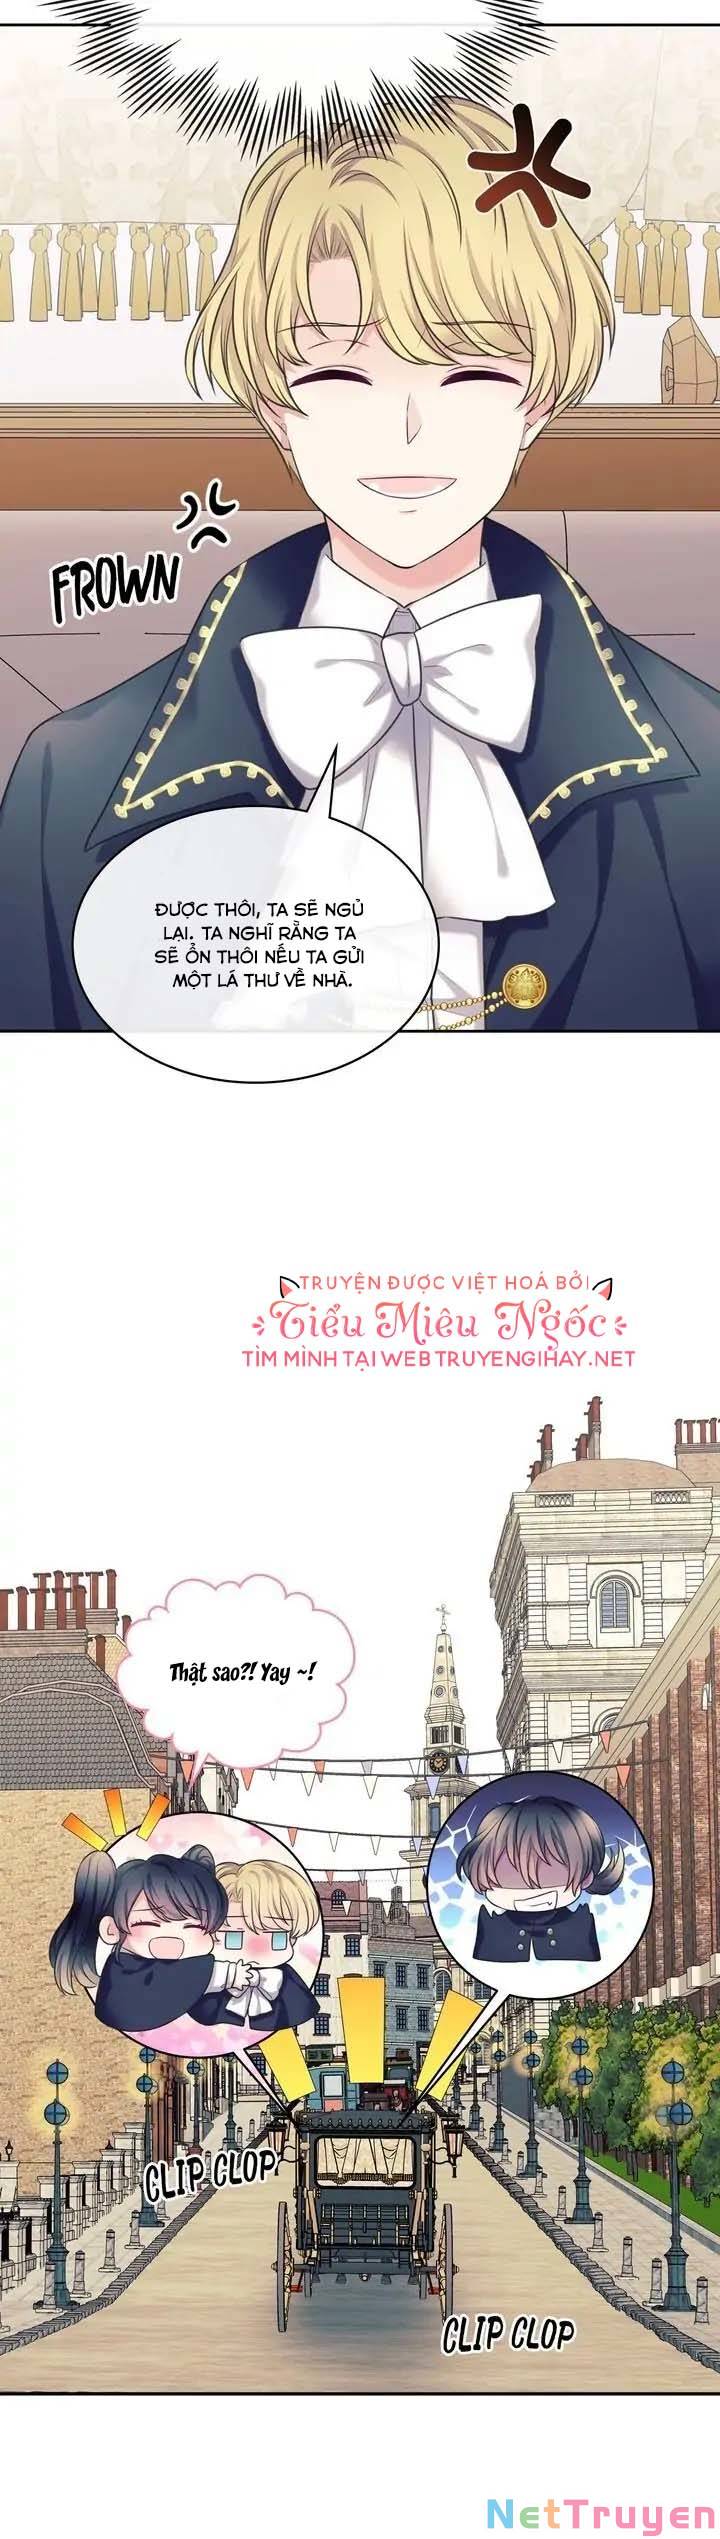 FROWN
ĐƯỢC THÔI, TA SẼ NGỦ
LẠI. TA NGHĨ RẰNG TA
SẼ ỔN THÔI NẾU TA GỬI
MỘT LÁ THƯ VỀ NHÀ.
TRUYỆN ĐƯỢC VIỆT HOÁ BỞI
Tiểu Miêu Ngốc
TÌM MÌNH TẠI WEB TRUYENGIHAY.NET
Thật sao?! Yay ~!
CLIP CLOP
CLIP CLOP
NetTruyen